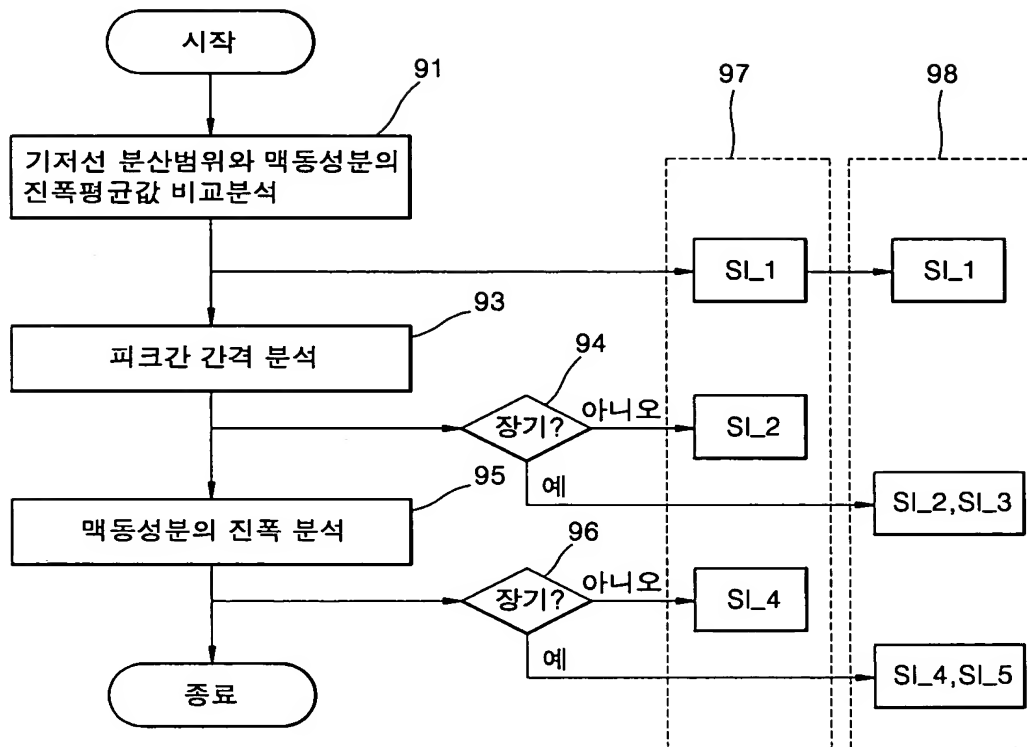 시작
91
97
98
기저선 분산범위와 맥동성분의
진폭평균값 비교분석
SI_1
SI_1
93
피크간 간격 분석
94
장기?
아니오
SI_2
예
SI_2,SI_3
95
맥동성분의 진폭 분석
96
장기?
아니오
SI_4
예
SI_4,SI_5
종료